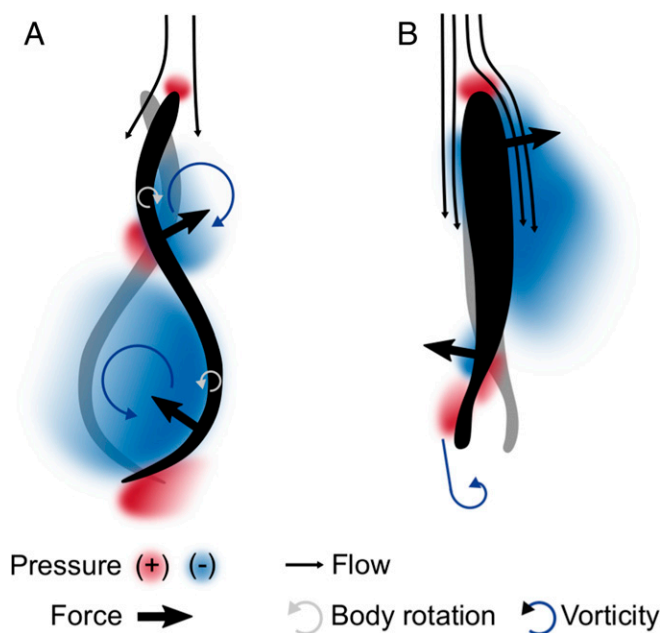 A
B
Pressure (+) (-)
Flow
Force
Body rotation
Vorticity